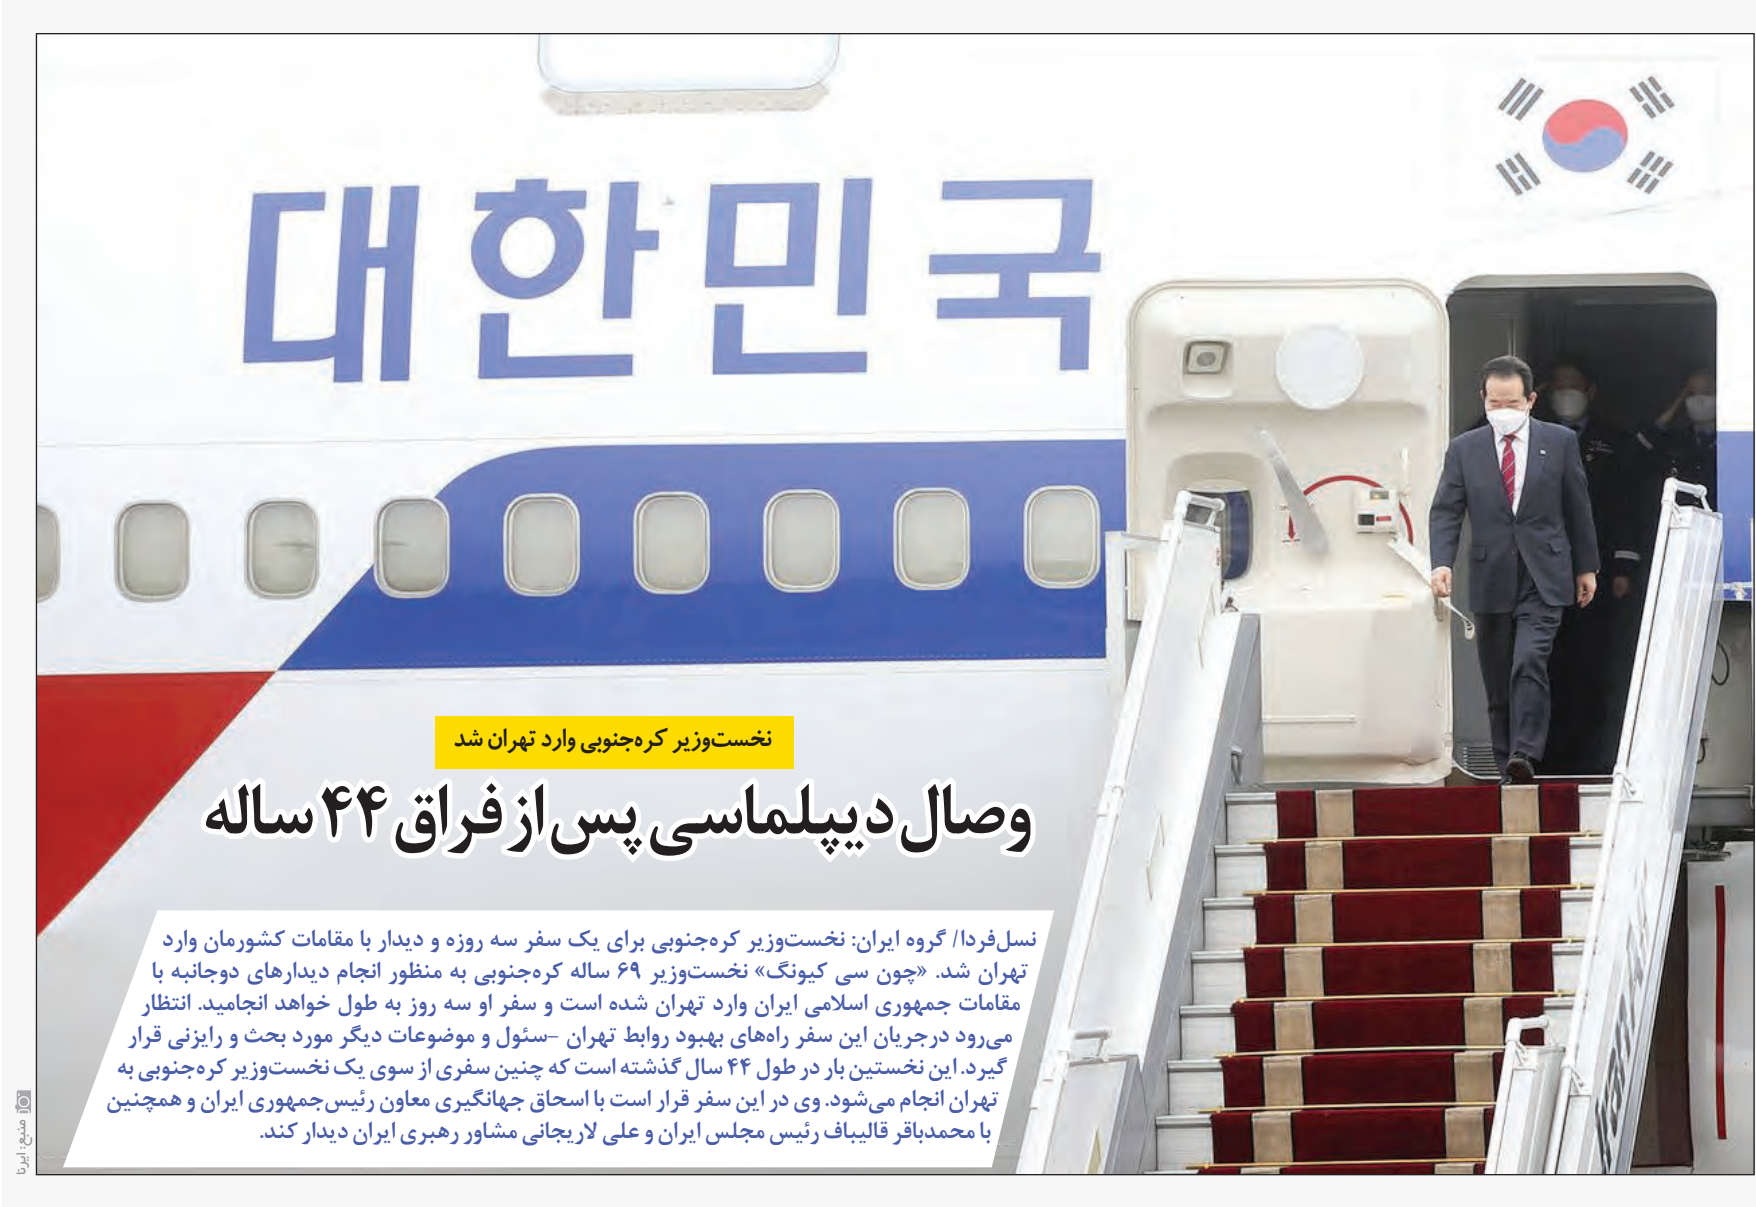 대한민국
نخست‌وزیر کره‌جنوبی وارد تهران شد
وصال دیپلماسی پس از فراق ۴۴ ساله
نسل‌فردا/ گروه ایران: نخست‌وزیر کره‌جنوبی برای یک سفر سه روزه و دیدار با مقامات کشورمان وارد
تهران شد. «چون سی کیونگ» نخست‌وزیر ۶۹ ساله کره‌جنوبی به منظور انجام دیدارهای دوجانبه با
مقامات جمهوری اسلامی ایران وارد تهران شده است و سفر او سه روز به طول خواهد انجامید. انتظار
می‌رود درجریان این سفر راه‌های بهبود روابط تهران -سئول و موضوعات دیگر مورد بحث و رایزنی قرار
گیرد. این نخستین بار در طول ۴۴ سال گذشته است که چنین سفری از سوی یک نخست‌وزیر کره‌جنوبی به
تهران انجام می‌شود. وی در این سفر قرار است با اسحاق جهانگیری معاون رئیس‌جمهوری ایران و همچنین
با محمدباقر قالیباف رئیس مجلس ایران و علی لاریجانی مشاور رهبری ایران دیدار کند.
منبع: ایرنا